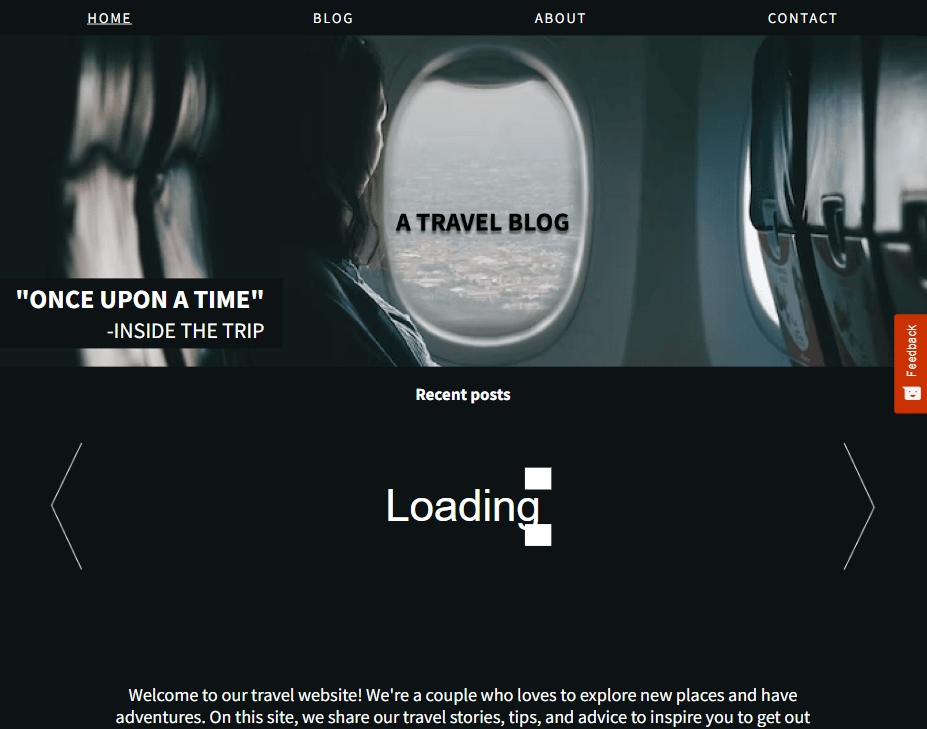 HOME BLOG ABOUT CONTACT
A TRAVEL BLOG
"ONCE UPON A TIME"
-INSIDE THE TRIP
Feedback
Recent posts
Loading
Welcome to our travel website! We're a couple who loves to explore new places and have
adventures. On this site, we share our travel stories, tips, and advice to inspire you to get out